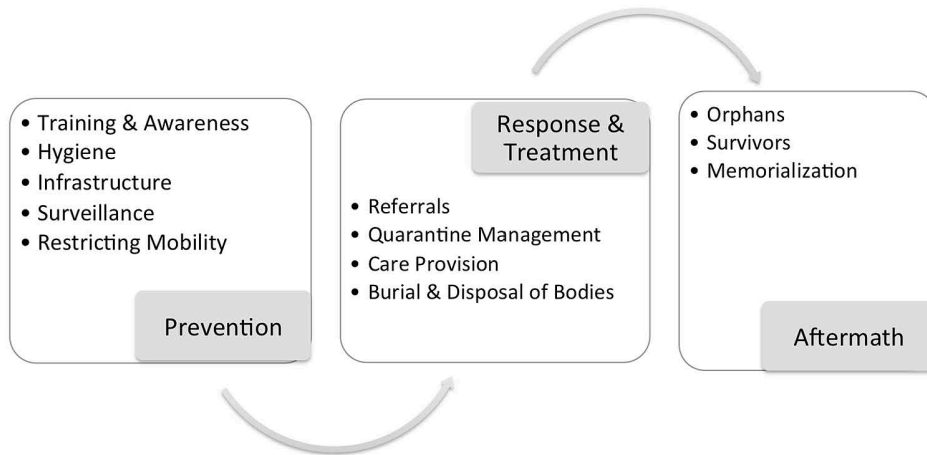 • Training & Awareness
• Hygiene
• Infrastructure
• Surveillance
• Restricting Mobility
Prevention
Response &
Treatment
• Referrals
• Quarantine Management
• Care Provision
• Burial & Disposal of Bodies
• Orphans
• Survivors
• Memorialization
Aftermath